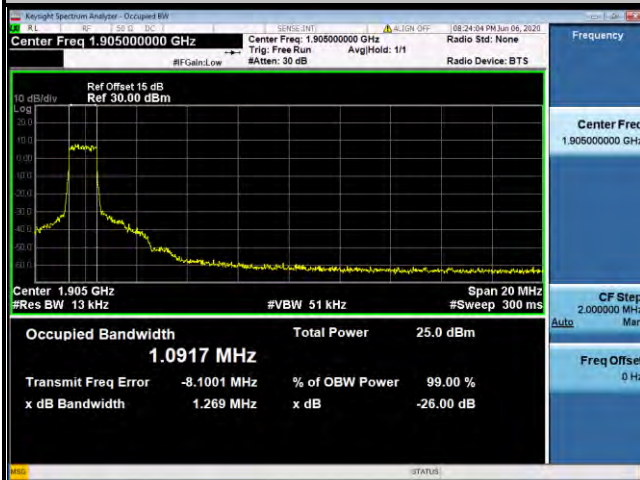 Keysight Spectrum Analyzer - Occupied BW
RL RF 50 Ω DC SENSE:INT ALIGN OFF 08:24:04 PM Jun 06, 2020
Center Freq 1.905000000 GHz Center Freq: 1.905000000 GHz Radio Std: None Frequency
Trig: Free Run Avg|Hold: 1/1
#IFGain:Low #Atten: 30 dB Radio Device: BTS
Ref Offset 15 dB
10 dB/div Ref 30.00 dBm
Log
20.0
10.0
0.00
-10.0
-20.0
-30.0
-40.0
-50.0
-60.0
Center Freq
1.905000000 GHz
Center 1.905 GHz Span 20 MHz
#Res BW 13 kHz #VBW 51 kHz #Sweep 300 ms
CF Step
2.000000 MHz
Auto Man
Occupied Bandwidth Total Power 25.0 dBm
1.0917 MHz
Freq Offset
0 Hz
Transmit Freq Error -8.1001 MHz % of OBW Power 99.00 %
x dB Bandwidth 1.269 MHz x dB -26.00 dB
MSG STATUS